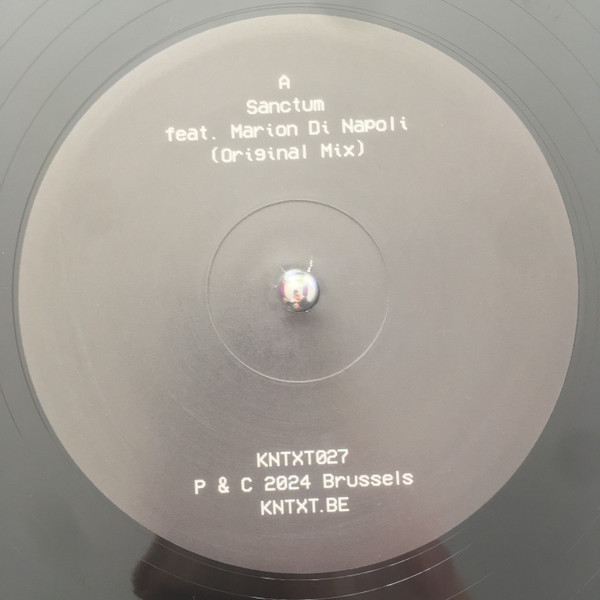 A
Sanctum
feat. Marion Di Napoli
(Original Mix)
KNTXT027
P & C 2024 Brussels
KNTXT.BE